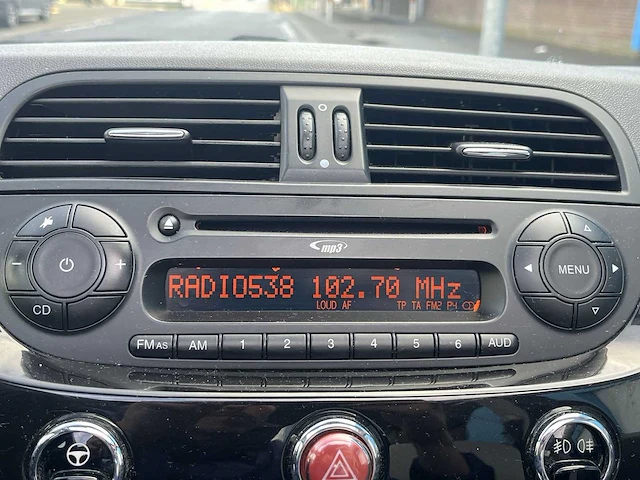 mp3
RADIO538 102.70 MHz
LOUD AF TP TA FM2 P4 CD
CD
MENU
FM AS AM 1 2 3 4 5 6 AUD